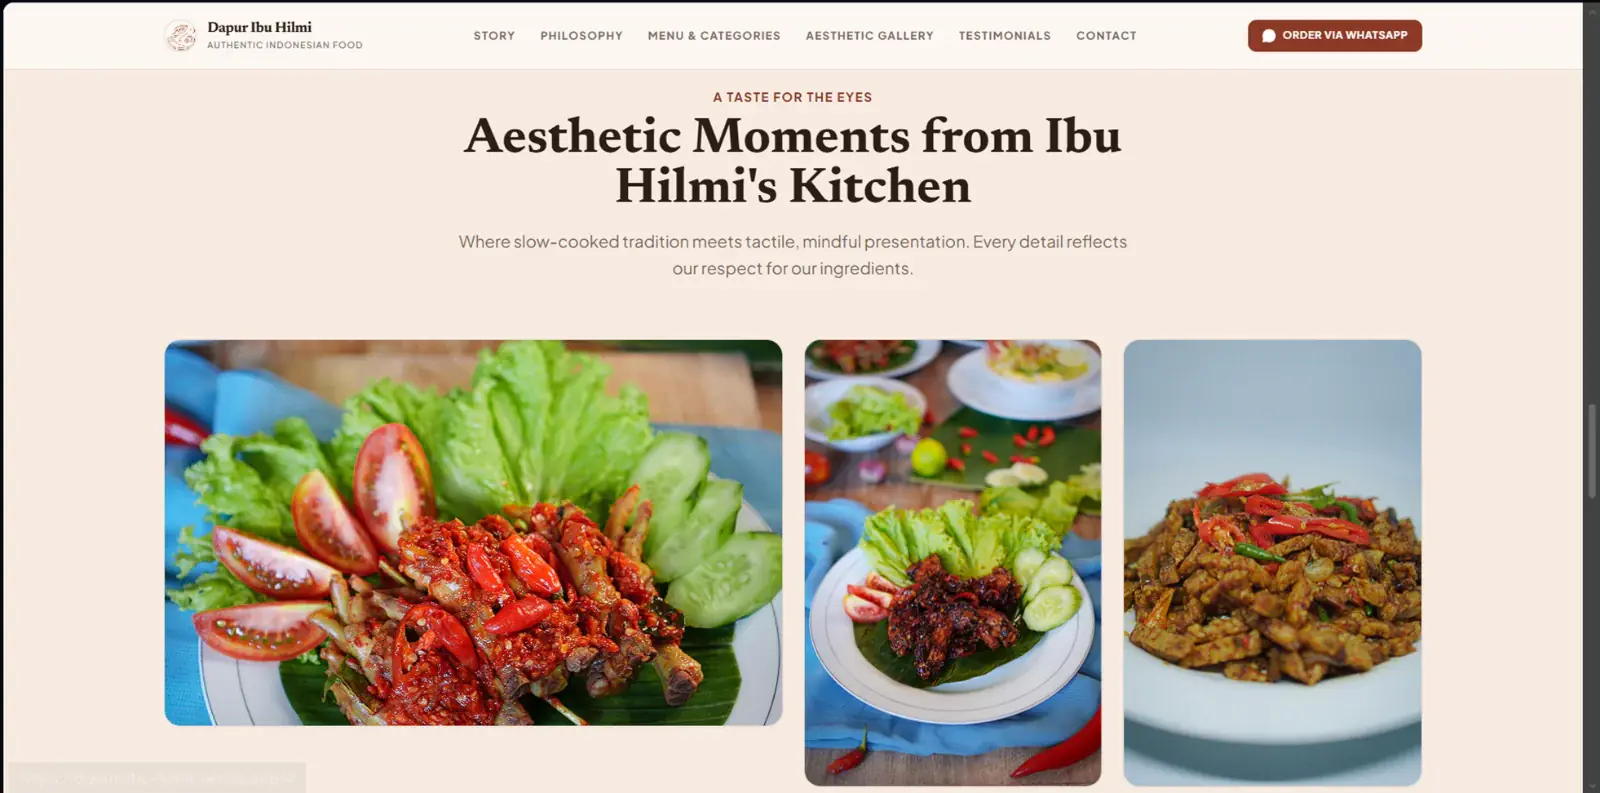 Dapur Ibu Hilmi
AUTHENTIC INDONESIAN FOOD
STORY
PHILOSOPHY
MENU & CATEGORIES
AESTHETIC GALLERY
TESTIMONIALS
CONTACT
ORDER VIA WHATSAPP
A TASTE FOR THE EYES
Aesthetic Moments from Ibu
Hilmi's Kitchen
Where slow-cooked tradition meets tactile, mindful presentation. Every detail reflects
our respect for our ingredients.